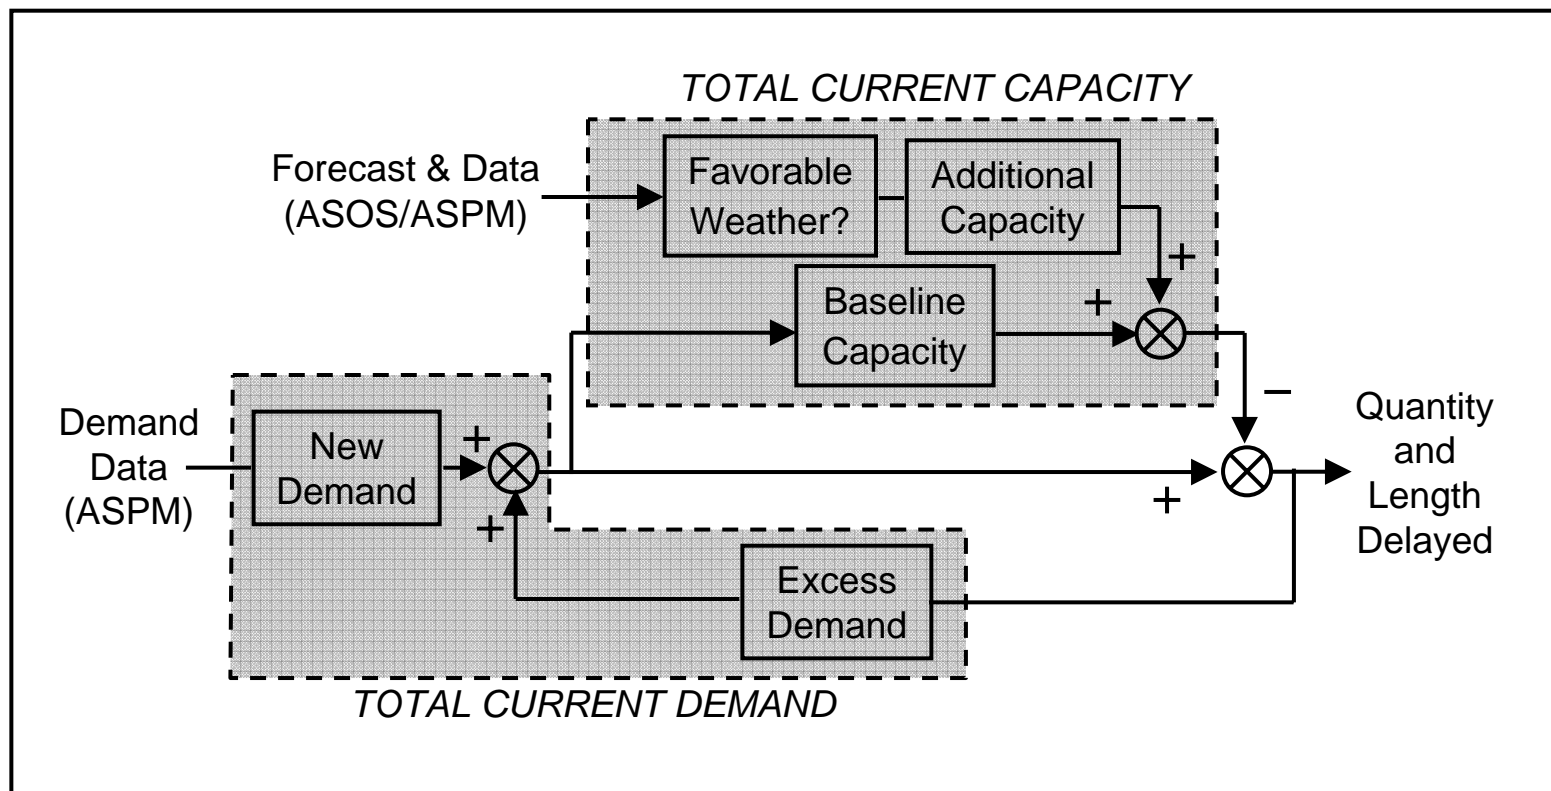 TOTAL CURRENT CAPACITY
Forecast & Data
(ASOS/ASPM)
Favorable
Weather?
Additional
Capacity
+
Baseline
Capacity
+
−
Demand
Data
(ASPM)
New
Demand
+
+
+
Quantity
and
Length
Delayed
Excess
Demand
TOTAL CURRENT DEMAND